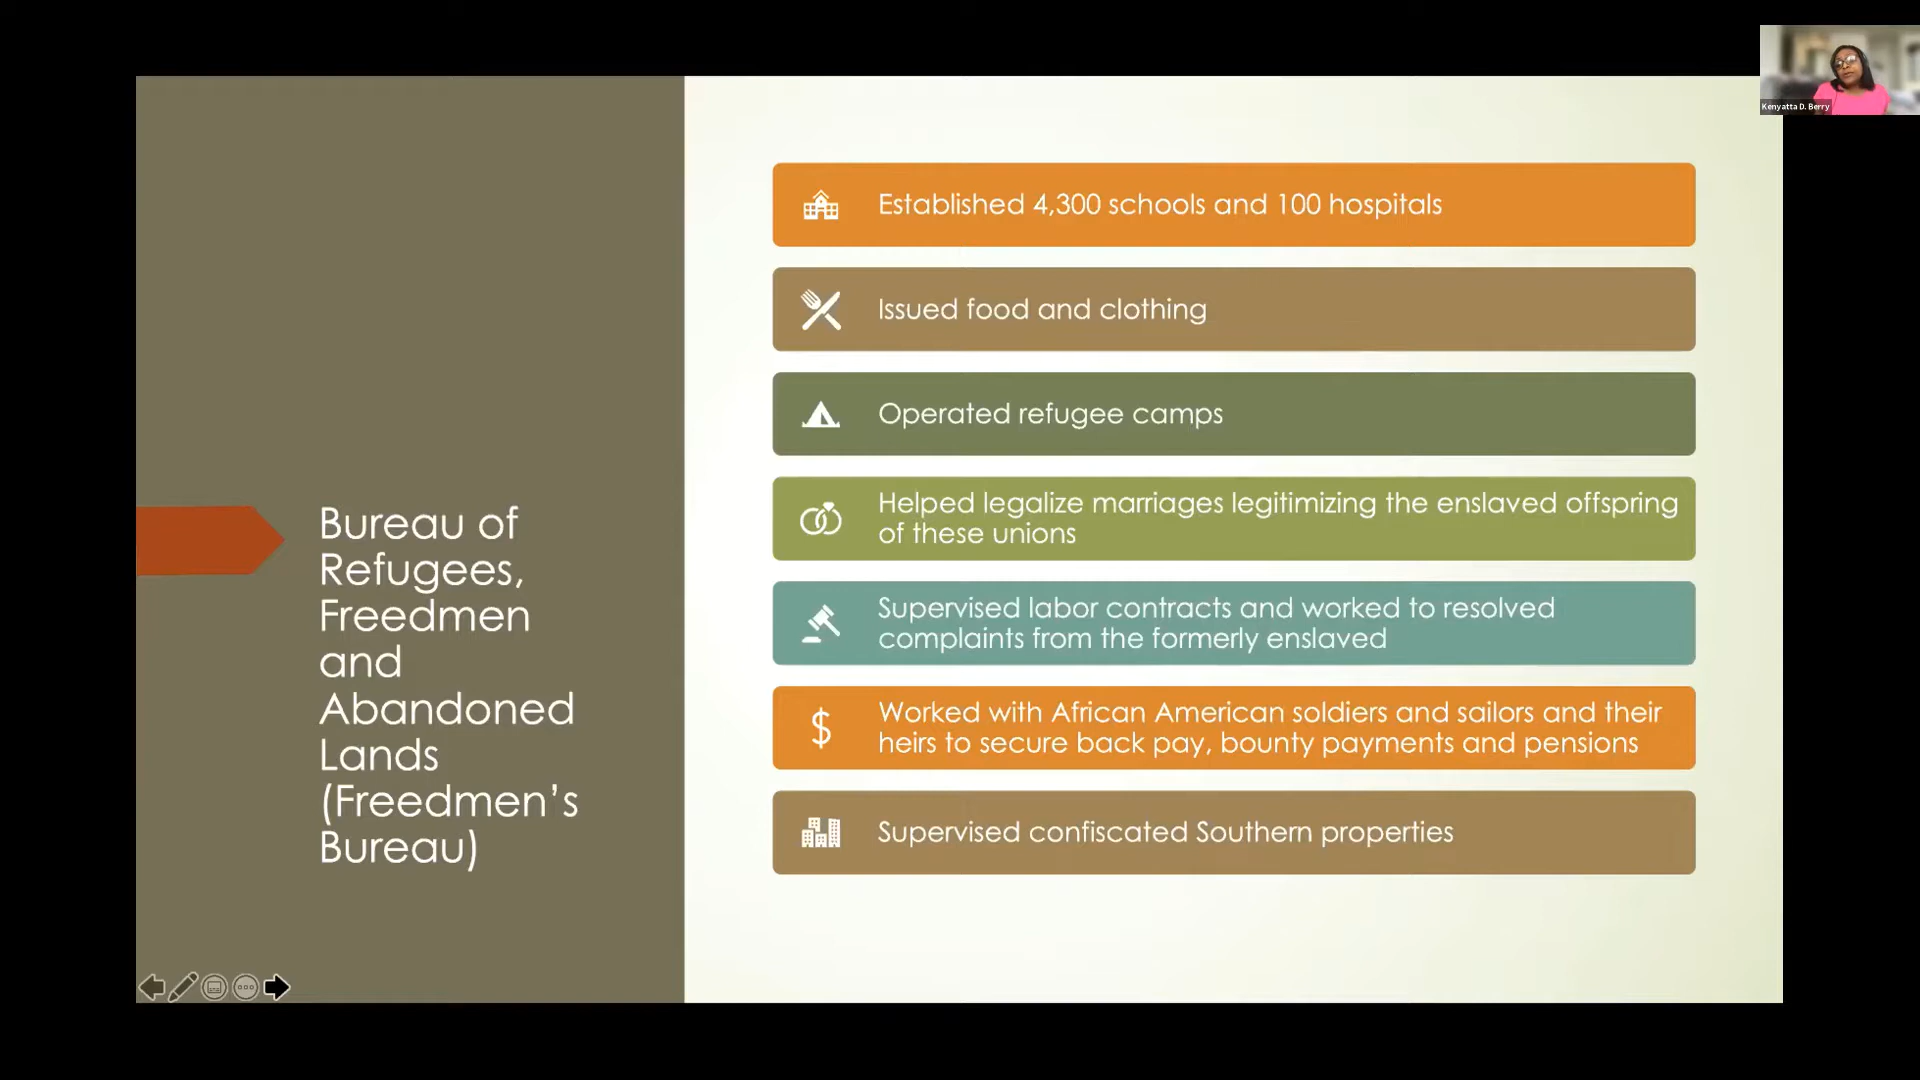 Kenyatta D. Berry
Bureau of
Refugees,
Freedmen
and
Abandoned
Lands
(Freedmen’s
Bureau)
Established 4,300 schools and 100 hospitals
Issued food and clothing
Operated refugee camps
Helped legalize marriages legitimizing the enslaved offspring
of these unions
Supervised labor contracts and worked to resolved
complaints from the formerly enslaved
Worked with African American soldiers and sailors and their
heirs to secure back pay, bounty payments and pensions
Supervised confiscated Southern properties